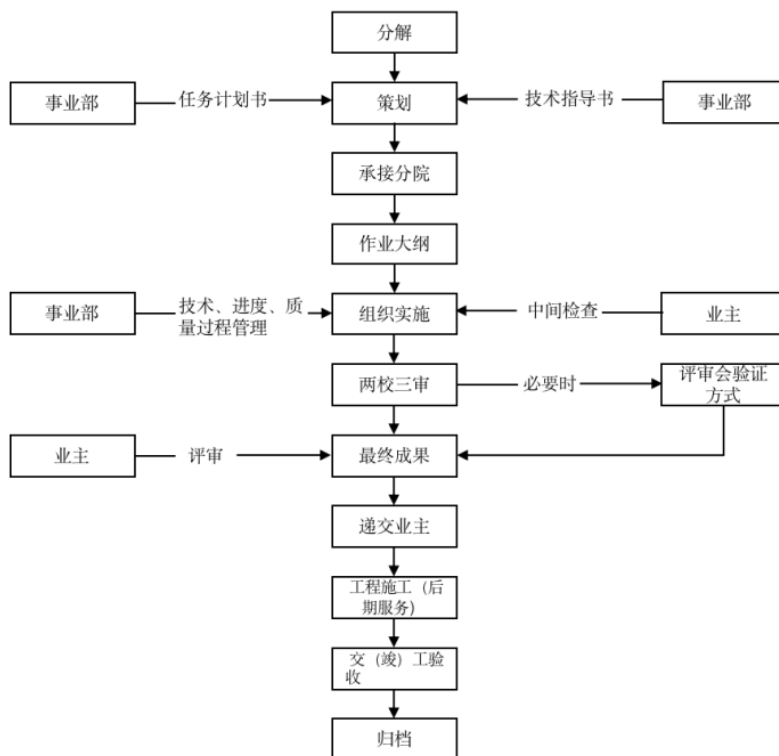 分解
事业部
任务计划书
策划
技术指导书
事业部
承接分院
作业大纲
事业部
技术、进度、质
量过程管理
组织实施
中间检查
业主
两校三审
必要时
评审会验证
方式
业主
评审
最终成果
递交业主
工程施工（后
期服务）
交（竣）工验
收
归档